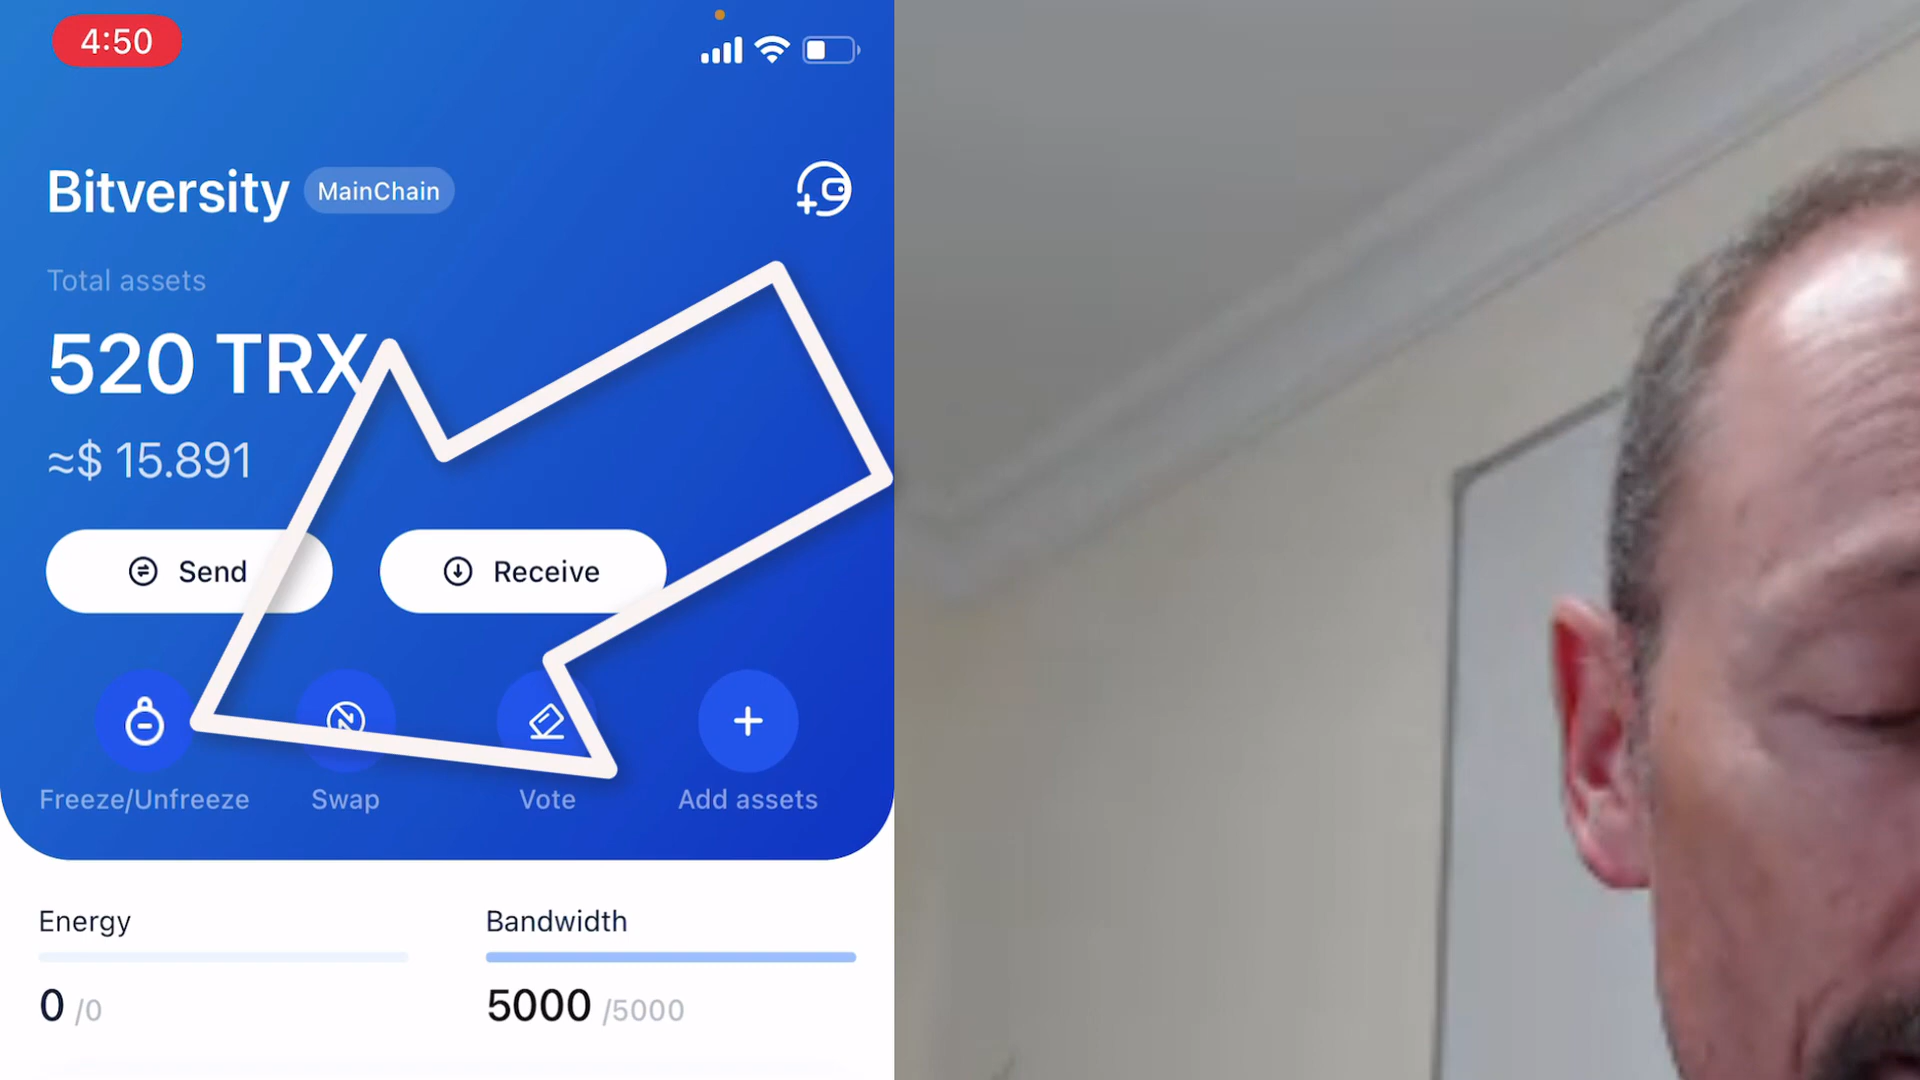 4:50
Bitversity MainChain
Total assets
520 TRX
≈$ 15.891
Send Receive
Freeze/Unfreeze Swap Vote Add assets
Energy Bandwidth
0 /0 5000 /5000